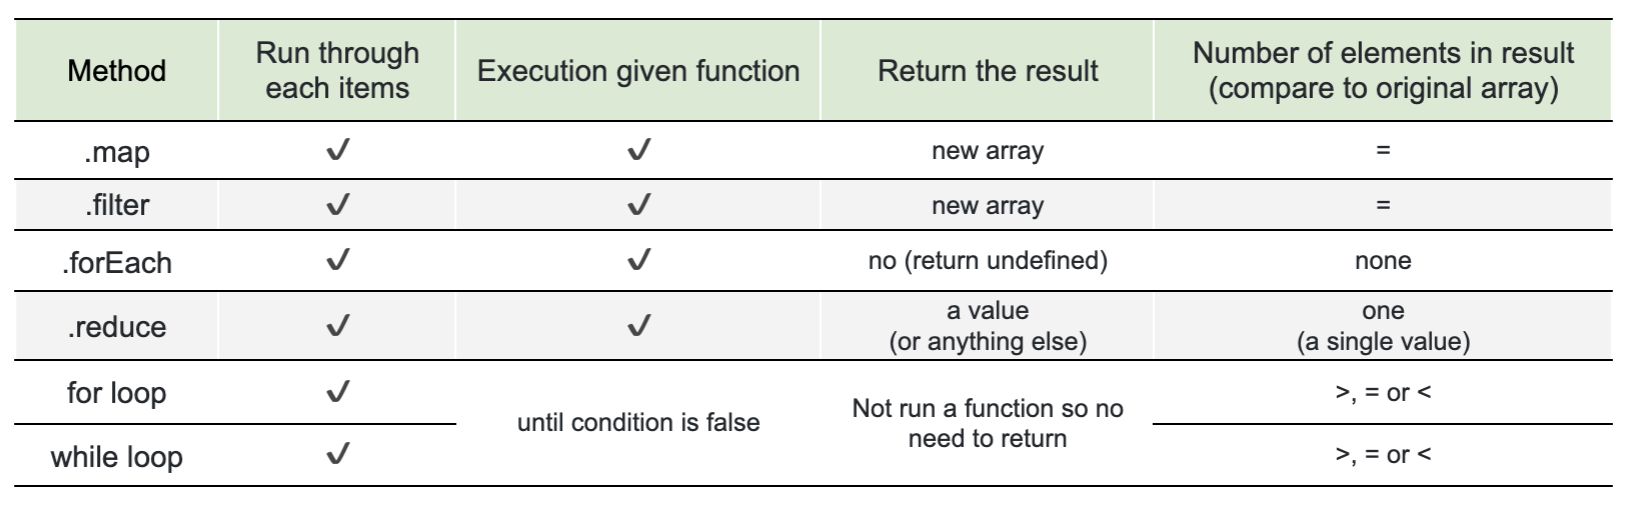 Method
Run through
each items
Execution given function
Return the result
Number of elements in result
(compare to original array)
.map
✓
✓
new array
=
.filter
✓
✓
new array
=
.forEach
✓
✓
no (return undefined)
none
.reduce
✓
✓
a value
(or anything else)
one
(a single value)
for loop
✓
until condition is false
Not run a function so no
need to return
>, = or <
while loop
✓
>, = or <